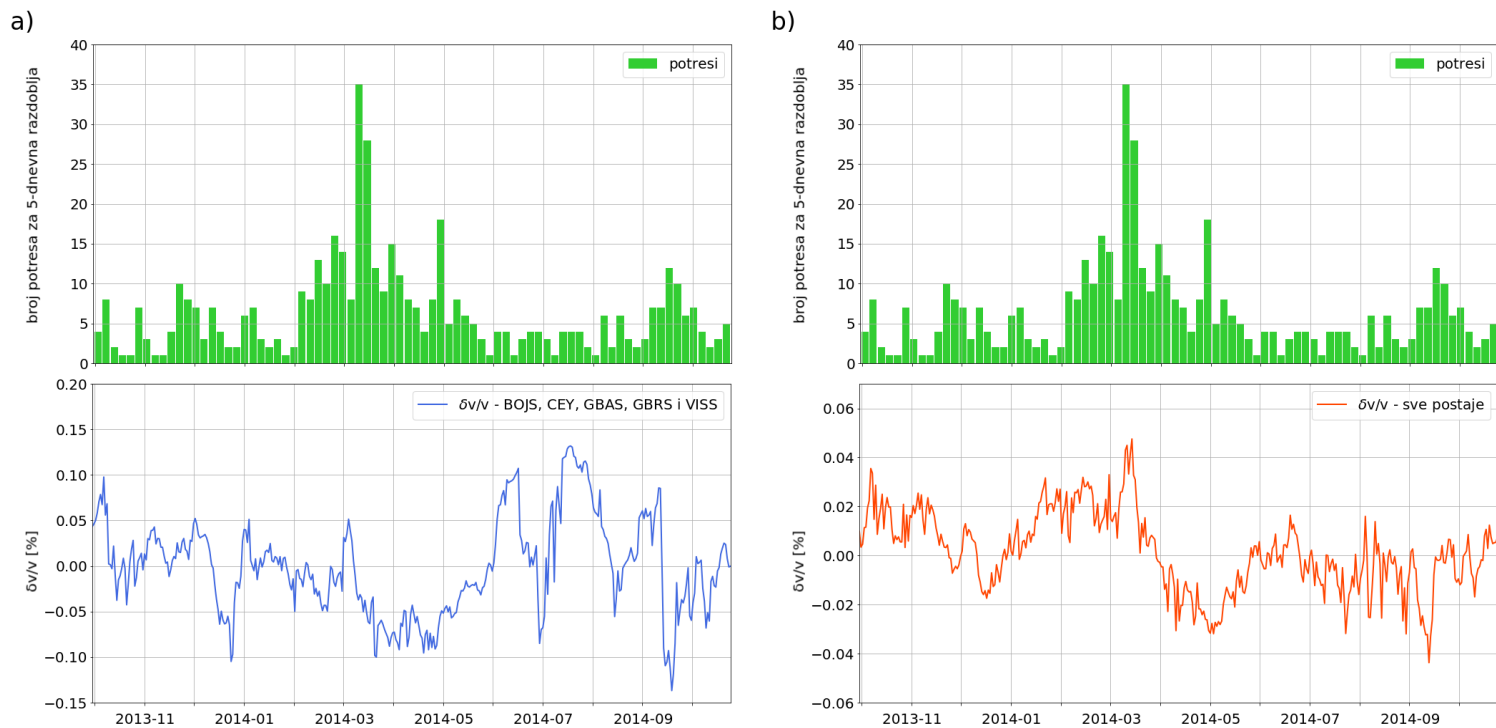 a)
40
35
30
25
20
15
10
5
0
broj potresa za 5-dnevna razdoblja
potresi
0.20
0.15
0.10
0.05
0.00
−0.05
−0.10
−0.15
δv/v [%]
δv/v - BOJS, CEY, GBAS, GBRS i VISS
2013-11 2014-01 2014-03 2014-05 2014-07 2014-09
b)
40
35
30
25
20
15
10
5
0
broj potresa za 5-dnevna razdoblja
potresi
0.06
0.04
0.02
0.00
−0.02
−0.04
−0.06
δv/v [%]
δv/v - sve postaje
2013-11 2014-01 2014-03 2014-05 2014-07 2014-09